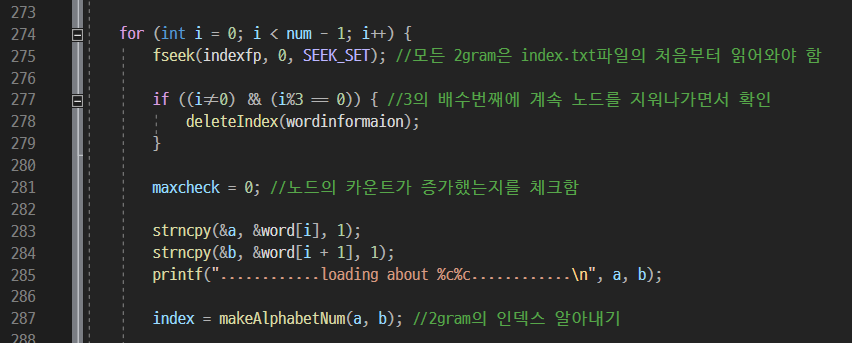 273
274 for (int i = 0; i < num - 1; i++) {
275 fseek(indexfp, 0, SEEK_SET); //모든 2gram은 index.txt파일의 처음부터 읽어와야 함
276
277 if ((i≠0) && (i%3 == 0)) { //3의 배수번째에 계속 노드를 지워나가면서 확인
278 deleteIndex(wordinformaion);
279 }
280
281 maxcheck = 0; //노드의 카운트가 증가했는지를 체크함
282
283 strncpy(&a, &word[i], 1);
284 strncpy(&b, &word[i + 1], 1);
285 printf("............loading about %c%c............\n", a, b);
286
287 index = makeAlphabetNum(a, b); //2gram의 인덱스 알아내기
288